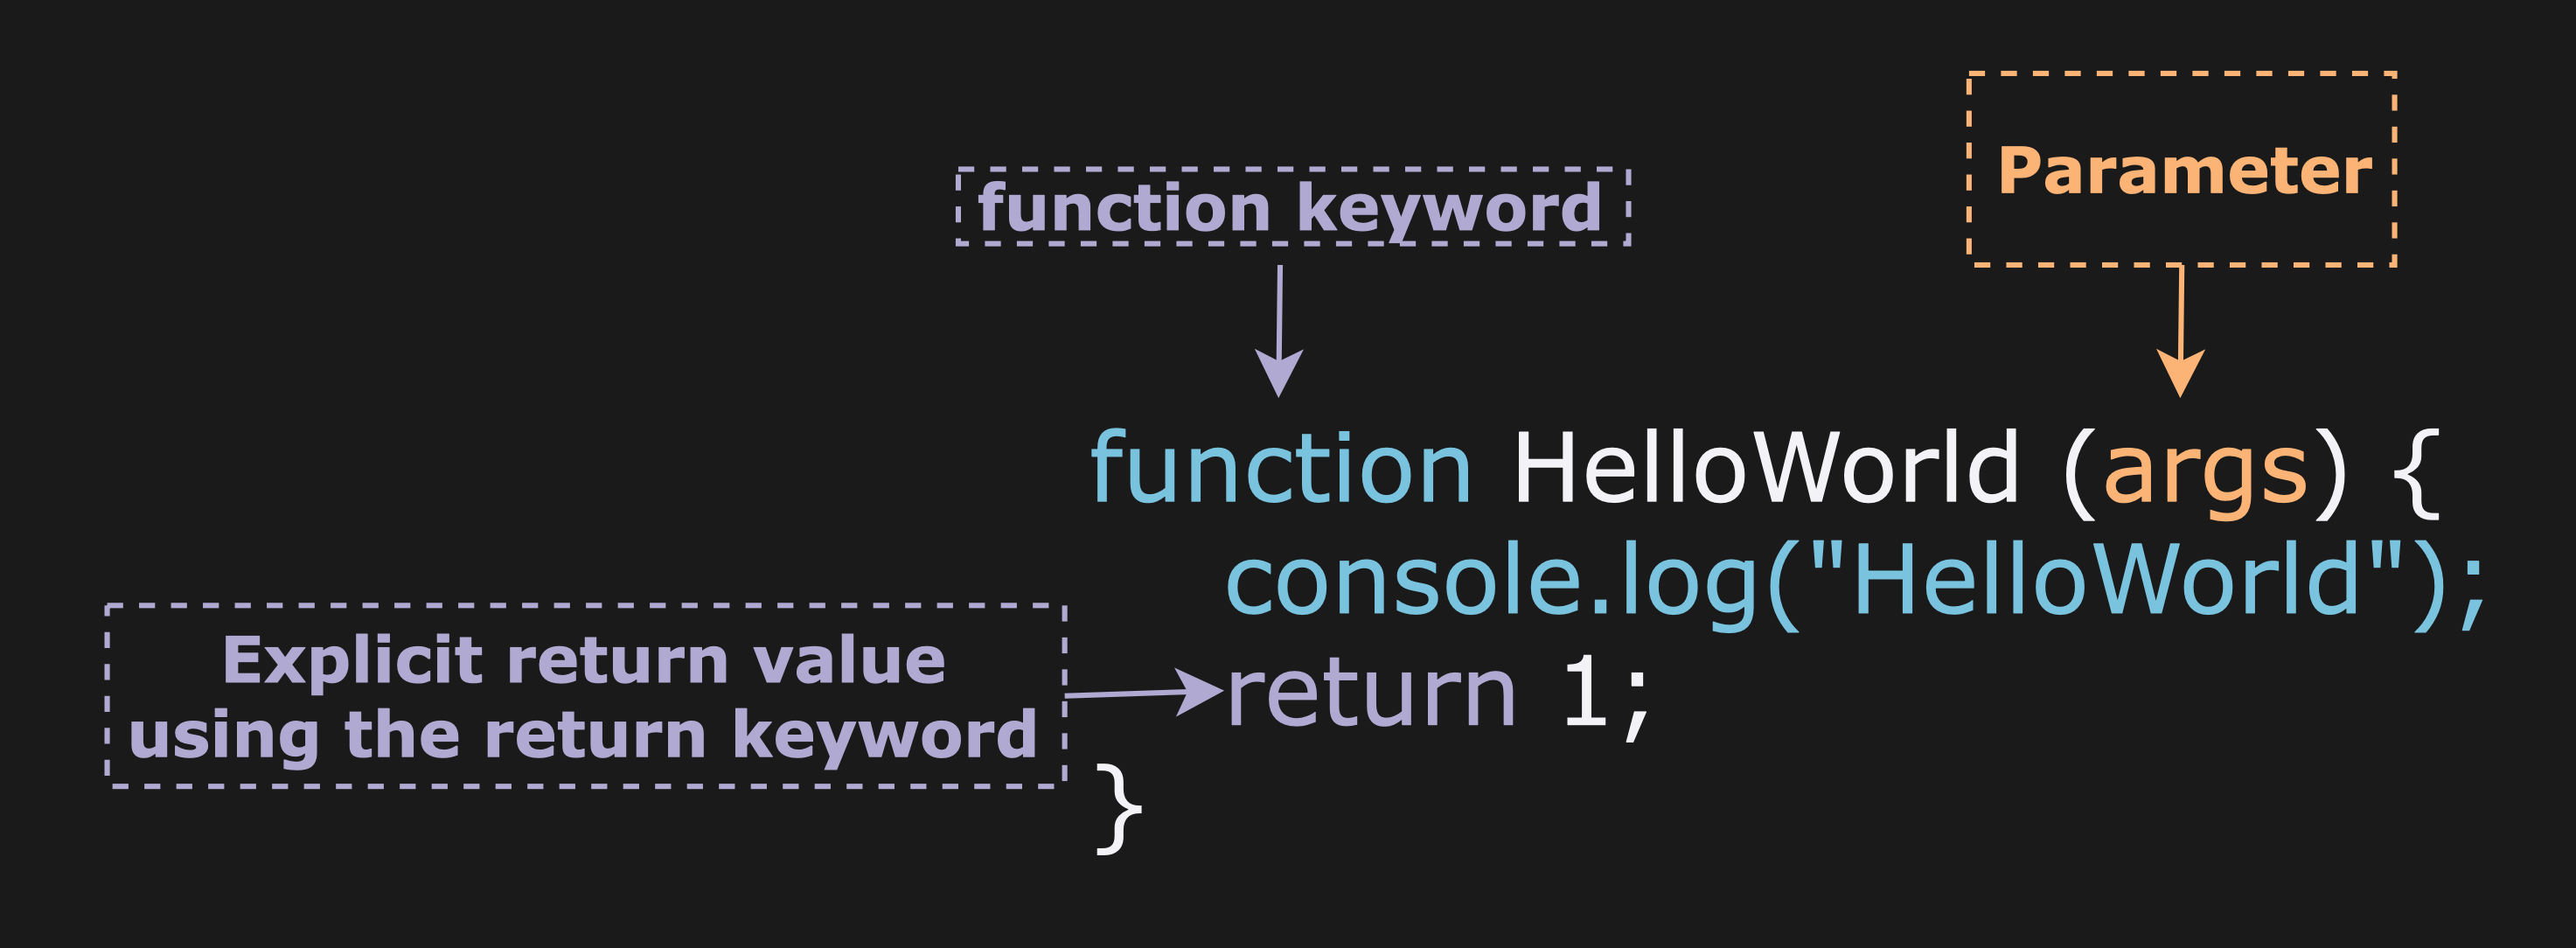 Parameter
function keyword
function HelloWorld (args) {
console.log("HelloWorld");
Explicit return value
using the return keyword
return 1;
}